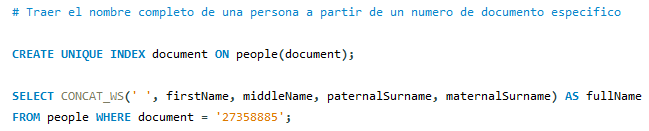 # Traer el nombre completo de una persona a partir de un numero de documento especifico
CREATE UNIQUE INDEX document ON people(document);
SELECT CONCAT_WS(' ', firstName, middleName, paternalSurname, maternalSurname) AS fullName
FROM people WHERE document = '27358885';